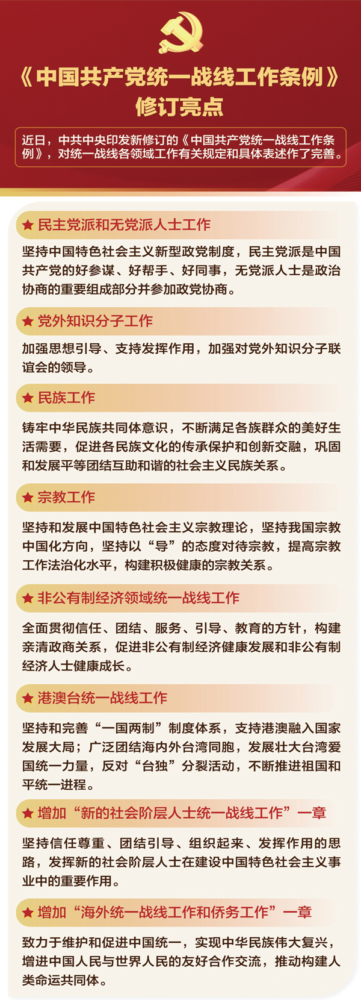 《中国共产党统一战线工作条例》
修订亮点
近日，中共中央印发新修订的《中国共产党统一战线工作条
例》，对统一战线各领域工作有关规定和具体表述作了完善。
民主党派和无党派人士工作
坚持中国特色社会主义新型政党制度，民主党派是中国
共产党的好参谋、好帮手、好同事，无党派人士是政治
协商的重要组成部分并参加政党协商。
党外知识分子工作
加强思想引导、支持发挥作用，加强对党外知识分子联
谊会的领导。
民族工作
铸牢中华民族共同体意识，不断满足各族群众的美好生
活需要，促进各民族文化的传承保护和创新交融，巩固
和发展平等团结互助和谐的社会主义民族关系。
宗教工作
坚持和发展中国特色社会主义宗教理论，坚持我国宗教
中国化方向，坚持以“导”的态度对待宗教，提高宗教
工作法治化水平，构建积极健康的宗教关系。
非公有制经济领域统一战线工作
全面贯彻信任、团结、服务、引导、教育的方针，构建
亲清政商关系，促进非公有制经济健康发展和非公有制
经济人士健康成长。
港澳台统一战线工作
坚持和完善“一国两制”制度体系，支持港澳融入国家
发展大局；广泛团结海内外台湾同胞，发展壮大台湾爱
国统一力量，反对“台独”分裂活动，不断推进祖国和
平统一进程。
增加“新的社会阶层人士统一战线工作”一章
坚持信任尊重、团结引导、组织起来、发挥作用的思
路，发挥新的社会阶层人士在建设中国特色社会主义事
业中的重要作用。
增加“海外统一战线工作和侨务工作”一章
致力于维护和促进中国统一，实现中华民族伟大复兴，
增进中国人民与世界人民的友好合作交流，推动构建人
类命运共同体。